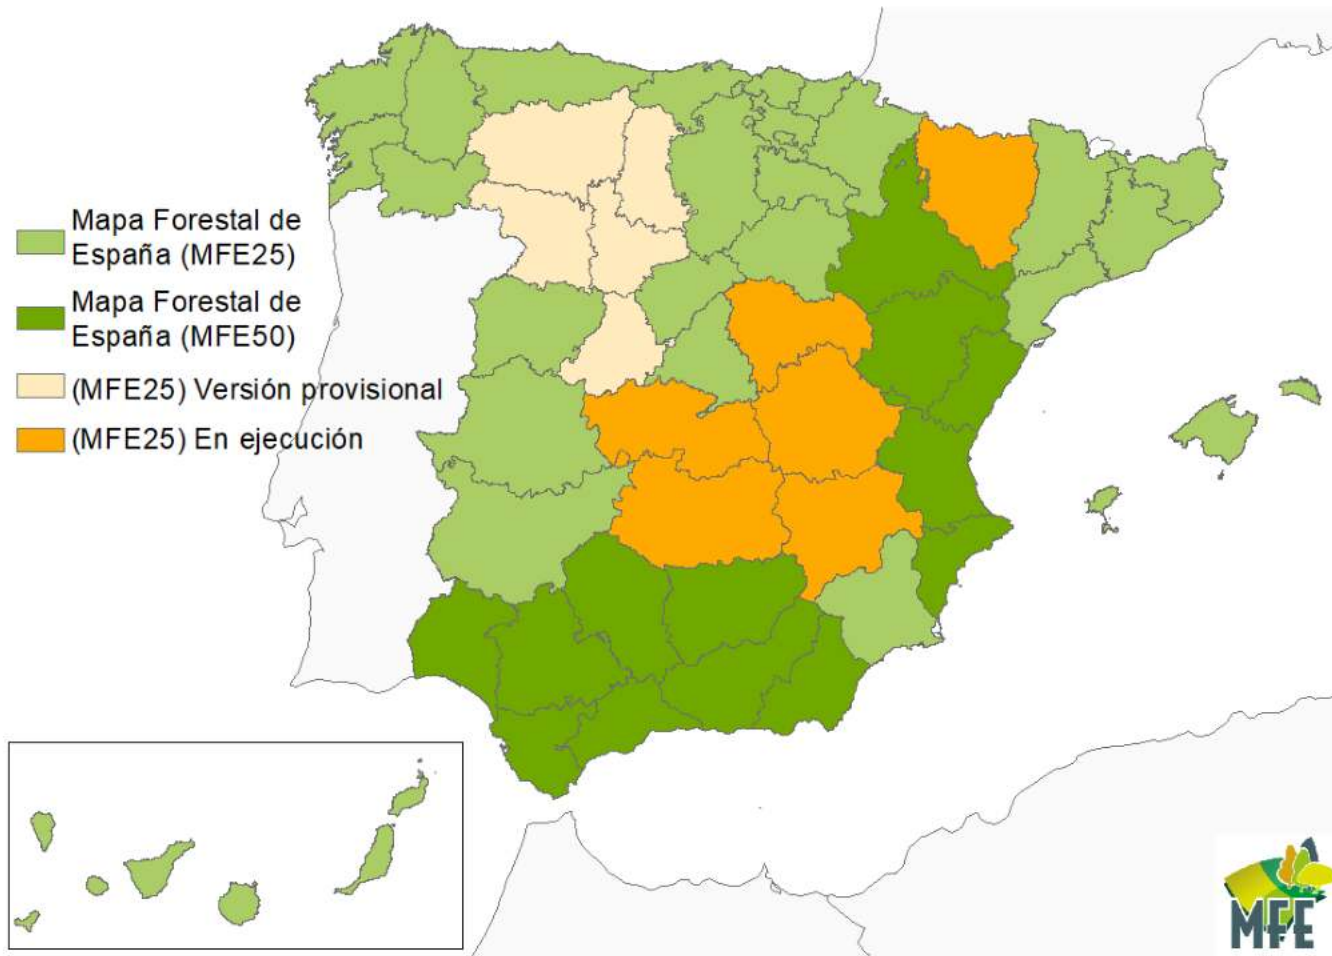 Mapa Forestal de
España (MFE25)
Mapa Forestal de
España (MFE50)
(MFE25) Versión provisional
(MFE25) En ejecución
MFE